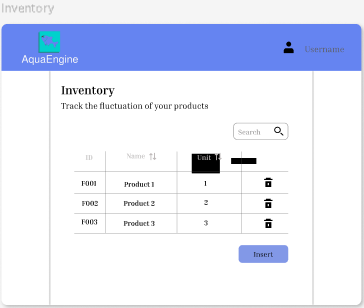 Inventory
AquaEngine
Username
Inventory
Track the fluctuation of your products
Search
ID Name Unit
F001 Product 1 1
F002 Product 2 2
F003 Product 3 3
Insert